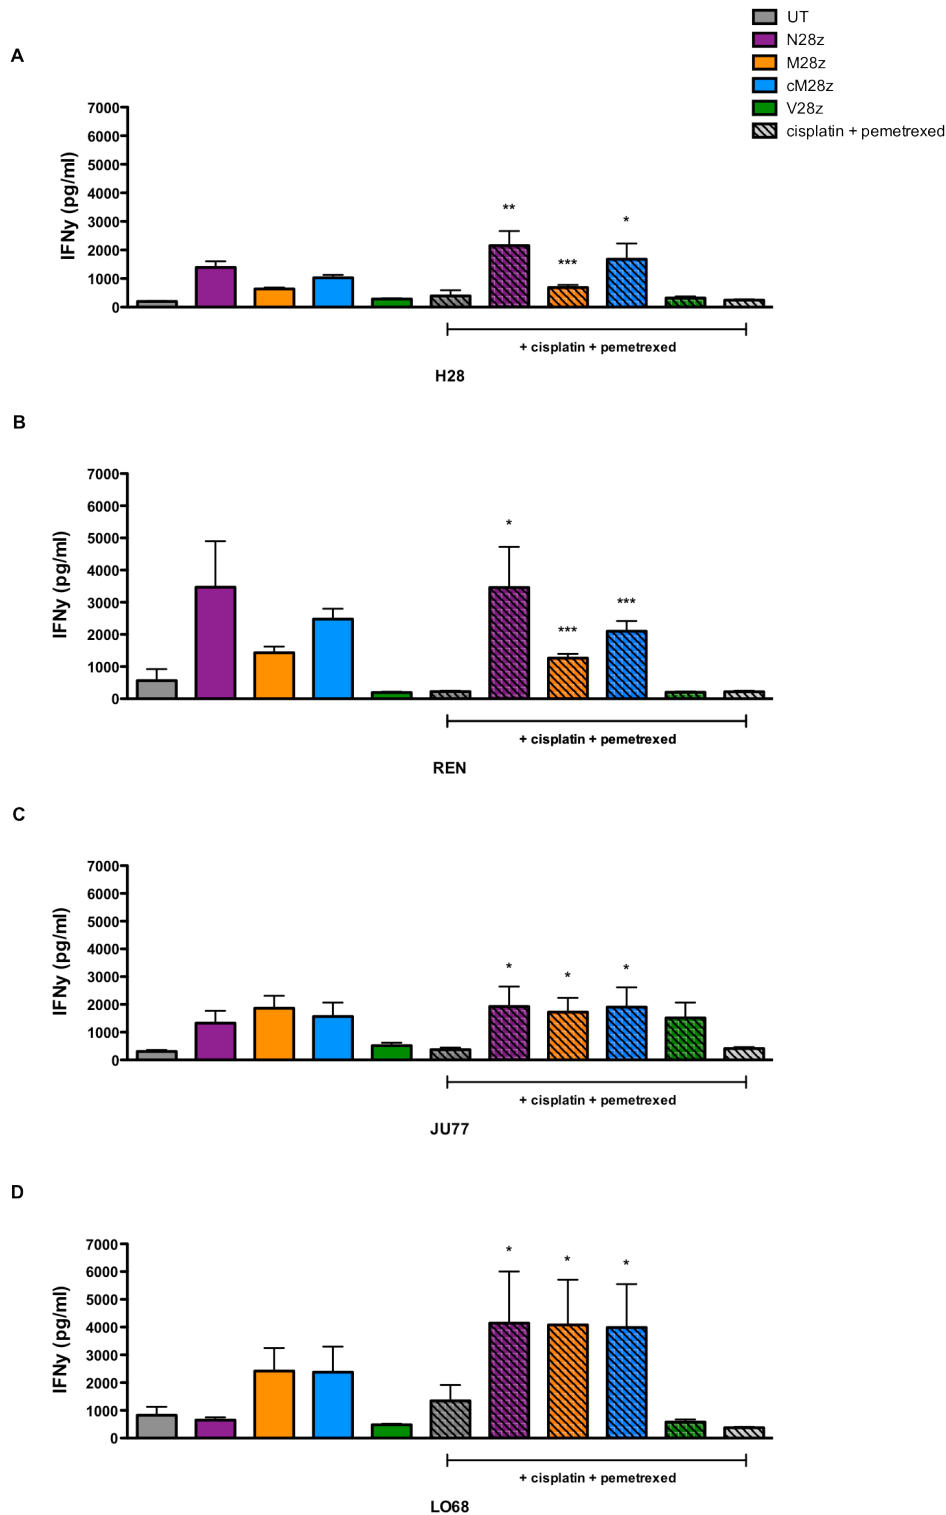 UT
N28z
M28z
cM28z
V28z
cisplatin + pemetrexed
A
7000
6000
5000
4000
3000
2000
1000
0
IFNy (pg/ml)
**
***
*
+ cisplatin + pemetrexed
H28
B
7000
6000
5000
4000
3000
2000
1000
0
IFNy (pg/ml)
*
***
***
+ cisplatin + pemetrexed
REN
C
7000
6000
5000
4000
3000
2000
1000
0
IFNy (pg/ml)
*
*
*
+ cisplatin + pemetrexed
JU77
D
7000
6000
5000
4000
3000
2000
1000
0
IFNy (pg/ml)
*
*
*
+ cisplatin + pemetrexed
LO68